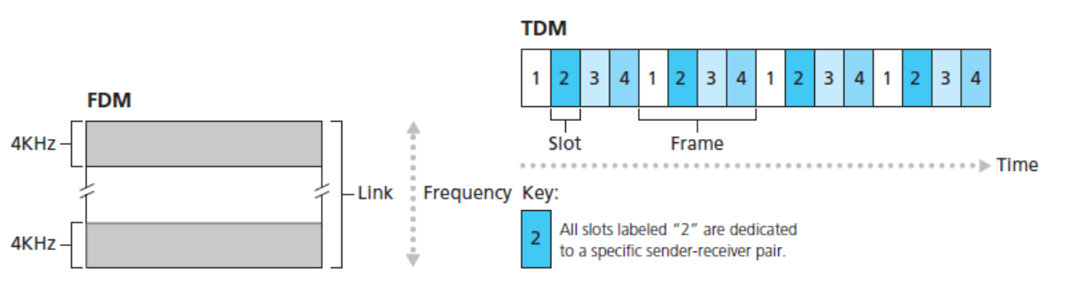 FDM
4KHz
4KHz
Link
Frequency
TDM
1 2 3 4 1 2 3 4 1 2 3 4 1 2 3 4
Slot
Frame
Time
Key:
2
All slots labeled “2” are dedicated
to a specific sender-receiver pair.